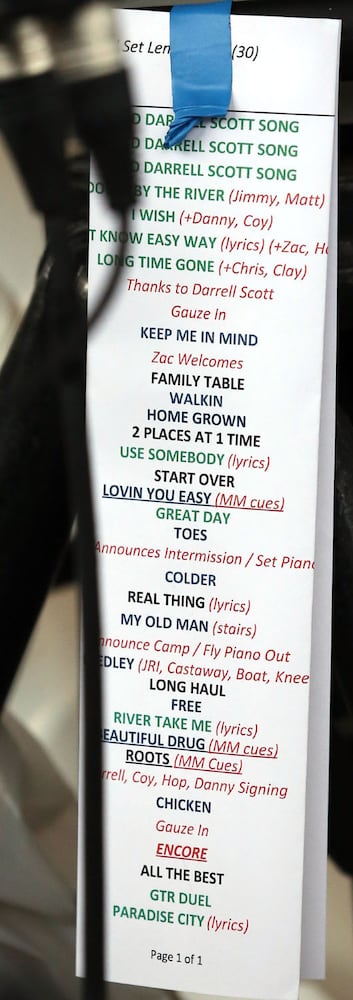 Set Len (30)
D DARRELL SCOTT SONG
D DARRELL SCOTT SONG
D DARRELL SCOTT SONG
BY THE RIVER (Jimmy, Matt)
I WISH (+Danny, Coy)
T KNOW EASY WAY (lyrics) (+Zac, Ho
LONG TIME GONE (+Chris, Clay)
Thanks to Darrell Scott
Gauze In
KEEP ME IN MIND
Zac Welcomes
FAMILY TABLE
WALKIN
HOME GROWN
2 PLACES AT 1 TIME
USE SOMEBODY (lyrics)
START OVER
LOVIN YOU EASY (MM cues)
GREAT DAY
TOES
Announces Intermission / Set Piano
COLDER
REAL THING (lyrics)
MY OLD MAN (stairs)
nnounce Camp / Fly Piano Out
EDLEY (JRI, Castaway, Boat, Knee
LONG HAUL
FREE
RIVER TAKE ME (lyrics)
BEAUTIFUL DRUG (MM cues)
ROOTS (MM Cues)
rrell, Coy, Hop, Danny Signing
CHICKEN
Gauze In
ENCORE
ALL THE BEST
GTR DUEL
PARADISE CITY (lyrics)
Page 1 of 1